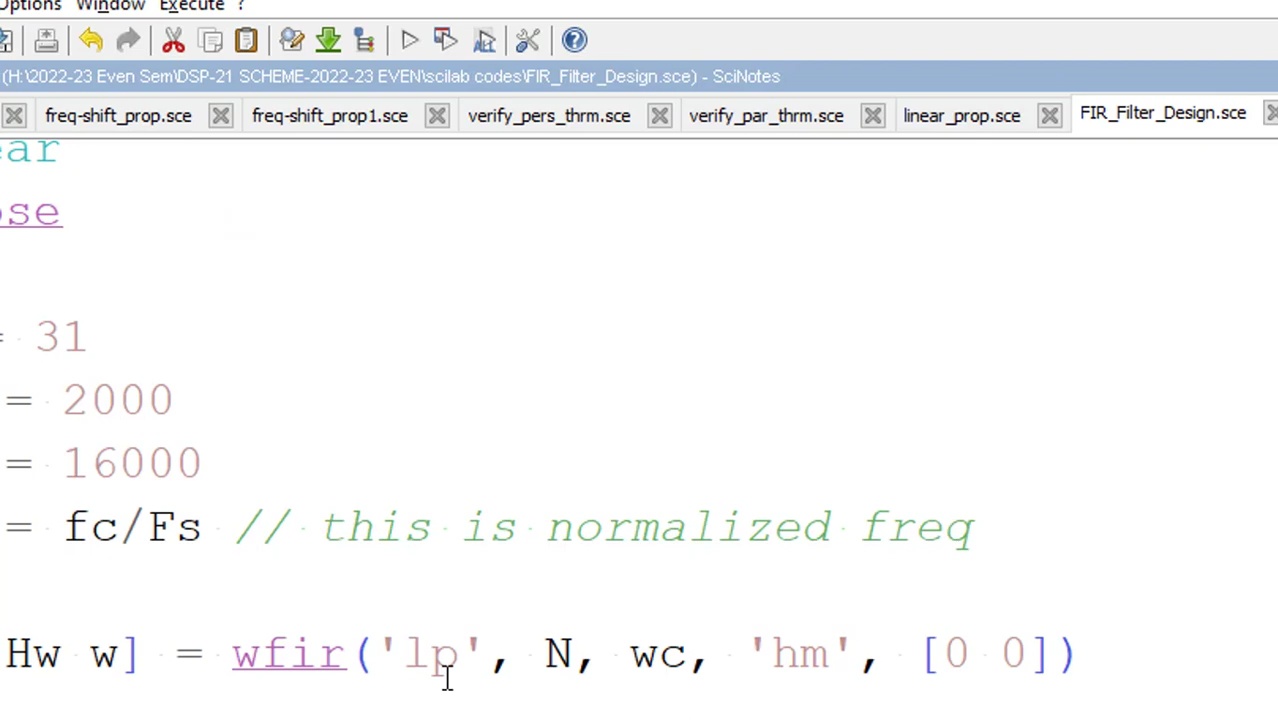 Options Window Execute ?
(H:\2022-23 Even Sem\DSP-21 SCHEME-2022-23 EVEN\scilab codes\FIR_Filter_Design.sce) - SciNotes
freq-shift_prop.sce freq-shift_prop1.sce verify_pers_thrm.sce verify_par_thrm.sce linear_prop.sce FIR_Filter_Design.sce
ear
ose
= 31
= 2000
= 16000
= fc/Fs // this is normalized freq
Hw w] = wfir('lp', N, wc, 'hm', [0 0])